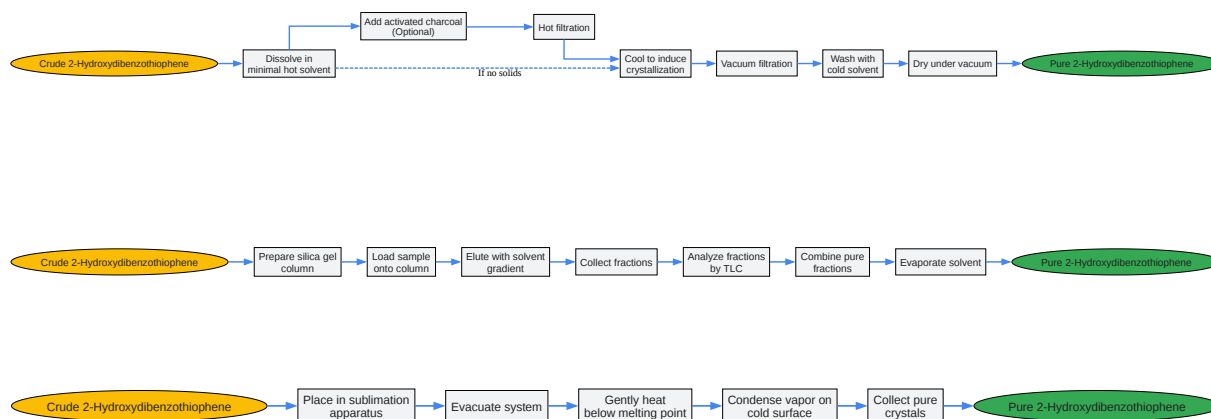 Crude 2-Hydroxydibenzothiophene
Dissolve in
minimal hot solvent
Add activated charcoal
(Optional)
Hot filtration
If no solids
Cool to induce
crystallization
Vacuum filtration
Wash with
cold solvent
Dry under vacuum
Pure 2-Hydroxydibenzothiophene
Crude 2-Hydroxydibenzothiophene
Prepare silica gel
column
Load sample
onto column
Elute with solvent
gradient
Collect fractions
Analyze fractions
by TLC
Combine pure
fractions
Evaporate solvent
Pure 2-Hydroxydibenzothiophene
Crude 2-Hydroxydibenzothiophene
Place in sublimation
apparatus
Evacuate system
Gently heat
below melting point
Condense vapor on
cold surface
Collect pure
crystals
Pure 2-Hydroxydibenzothiophene